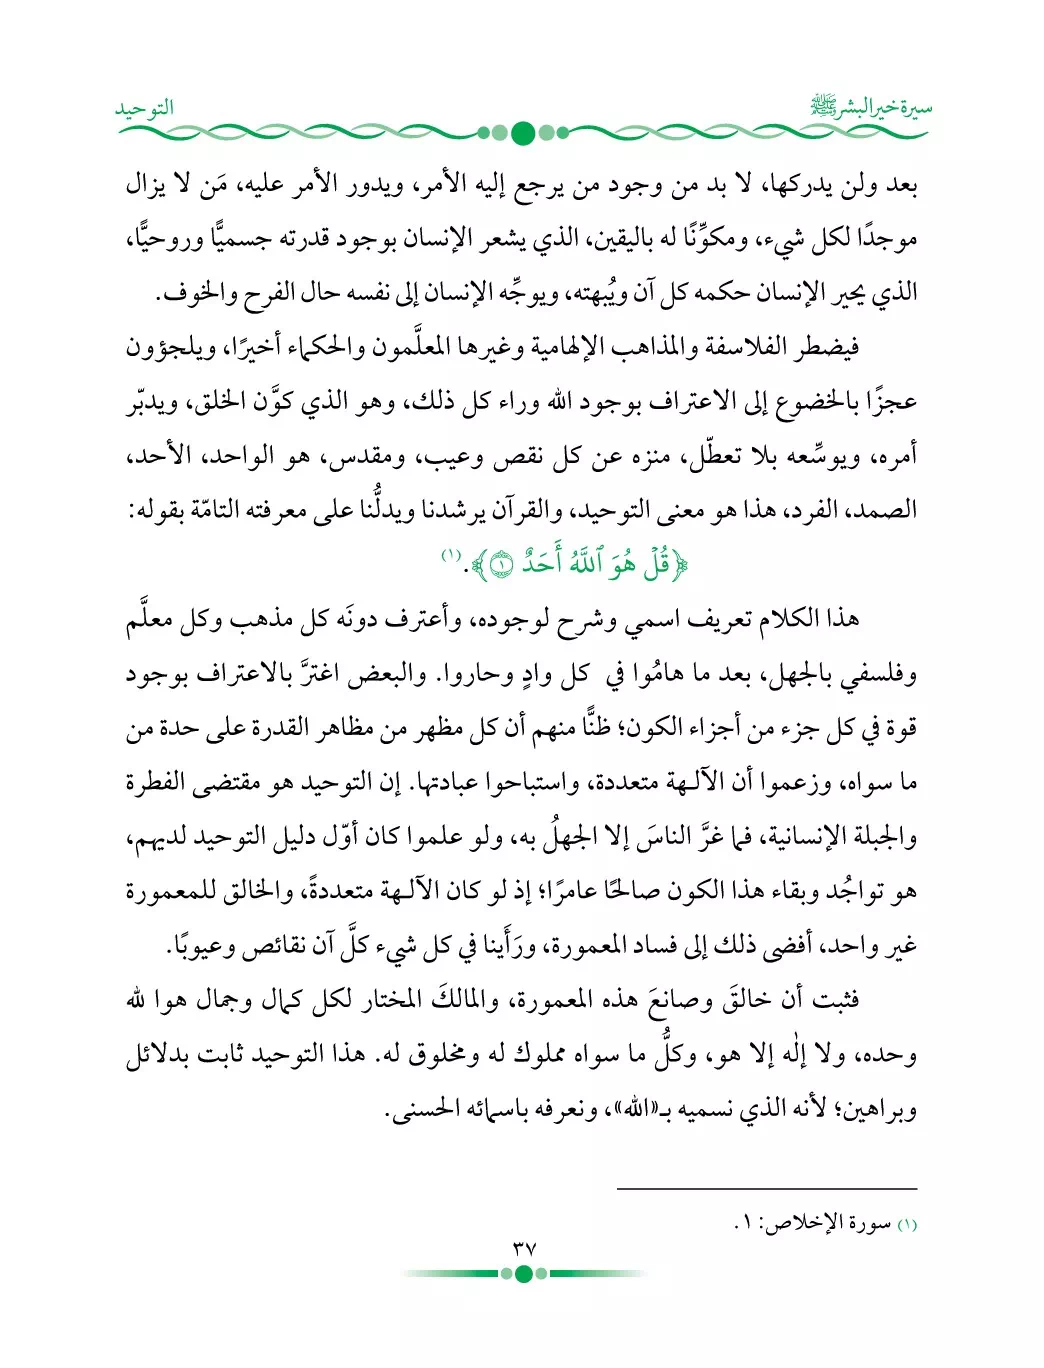 سيرة خير البشر ﷺ
التوحيد
بعد ولن يدركها، لا بد من وجود من يرجع إليه الأمر، ويدور الأمر عليه، مَن لا يزال
موجدًا لكل شيء، ومكوِّنًا له باليقين، الذي يشعر الإنسان بوجود قدرته جسميًّا وروحيًّا،
الذي يحير الإنسان حكمه كل آن ويُبهته، ويوجِّه الإنسان إلى نفسه حال الفرح والخوف.
فيضطر الفلاسفة والمذاهب الإلهامية وغيرها المعلَّمون والحكماء أخيرًا، ويلجؤون
عجزًا بالخضوع إلى الاعتراف بوجود الله وراء كل ذلك، وهو الذي كوَّن الخلق، ويدبّر
أمره، ويوسِّعه بلا تعطّل، منزه عن كل نقص وعيب، ومقدس، هو الواحد، الأحد،
الصمد، الفرد، هذا هو معنى التوحيد، والقرآن يرشدنا ويدلُّنا على معرفته التامّة بقوله:
﴿قُلْ هُوَ ٱللَّهُ أَحَدٌ ١﴾.(١)
هذا الكلام تعريف اسمي وشرح لوجوده، وأعترف دونَه كل مذهب وكل معلَّم
وفلسفي بالجهل، بعد ما هامُوا في كل وادٍ وحاروا. والبعض اغترَّ بالاعتراف بوجود
قوة في كل جزء من أجزاء الكون؛ ظنًّا منهم أن كل مظهر من مظاهر القدرة على حدة من
ما سواه، وزعموا أن الآلـهة متعددة، واستباحوا عبادتها. إن التوحيد هو مقتضى الفطرة
والجبلة الإنسانية، فما غرَّ الناسَ إلا الجهلُ به، ولو علموا كان أوّل دليل التوحيد لديهم،
هو تواجُد وبقاء هذا الكون صالحًا عامرًا؛ إذ لو كان الآلـهة متعددةً، والخالق للمعمورة
غير واحد، أفضى ذلك إلى فساد المعمورة، ورَأَينا في كل شيء كلَّ آن نقائص وعيوبًا.
فثبت أن خالقَ وصانعَ هذه المعمورة، والمالكَ المختار لكل كمال وجمال هوا لله
وحده، ولا إلٰه إلا هو، وكلُّ ما سواه مملوك له ومخلوق له. هذا التوحيد ثابت بدلائل
وبراهين؛ لأنه الذي نسميه بـ«الله»، ونعرفه باسمائه الحسنى.
(١) سورة الإخلاص: ١.
٣٧